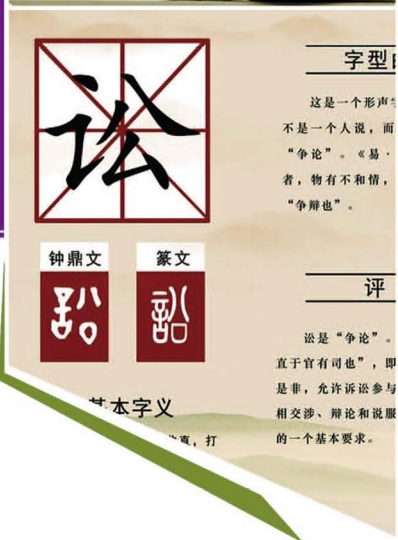 讼
钟鼎文
篆文
基本字义
打
字型
这是一个形声字
不是一个人说，而
“争论”。《易·
者，物有不和情，
“争辩也”。
评
讼是“争论”。
直于官有司也”，即
是非，允许诉讼参与
相交涉、辩论和说服
的一个基本要求。